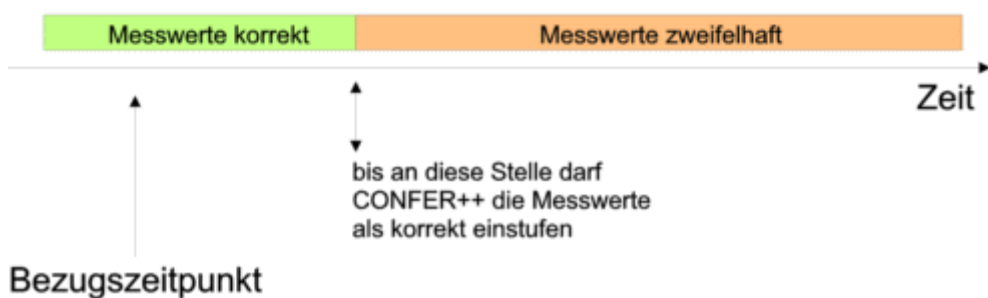 Messwerte korrekt
Messwerte zweifelhaft
Zeit
bis an diese Stelle darf
CONFER++ die Messwerte
als korrekt einstufen
Bezugszeitpunkt